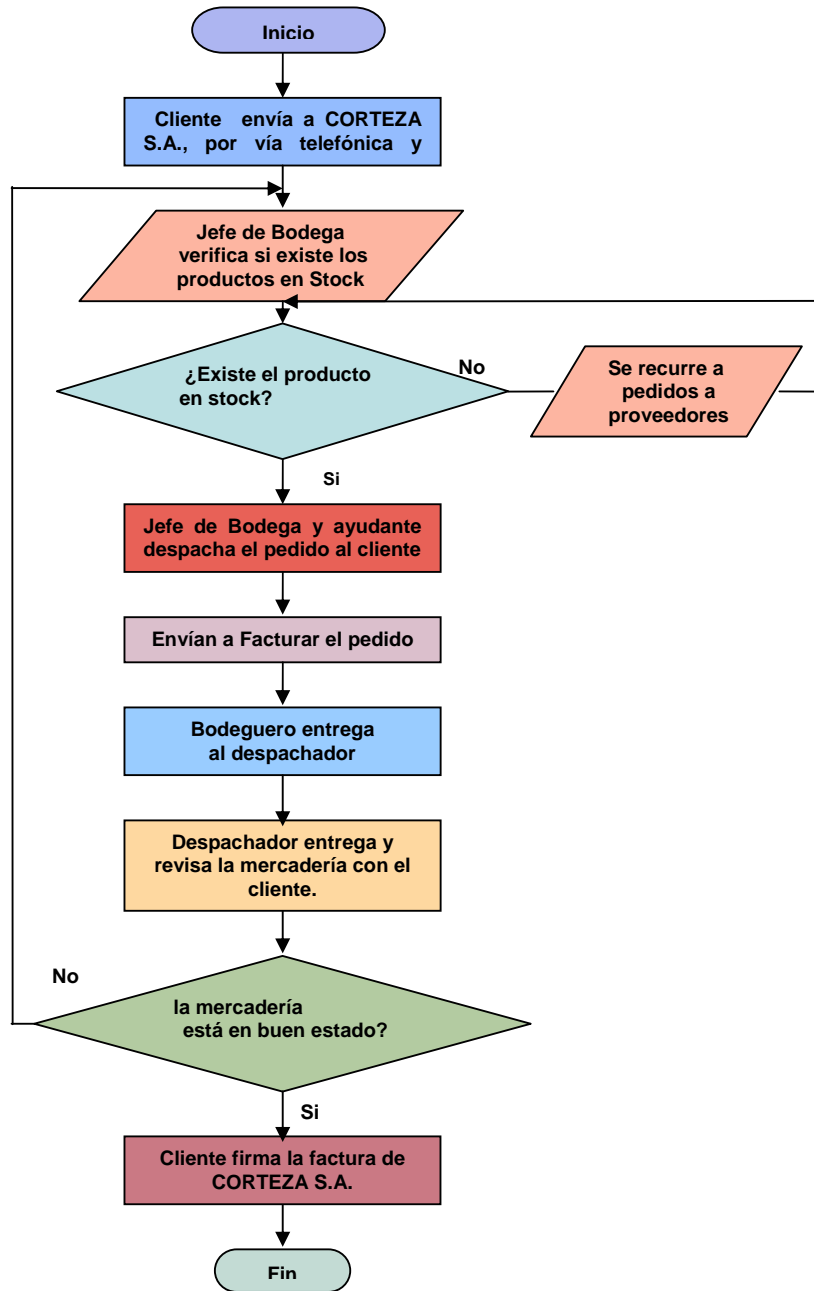 Inicio
Cliente envía a CORTEZA
S.A., por vía telefónica y
Jefe de Bodega
verifica si existe los
productos en Stock
¿Existe el producto
en stock?
No
Se recurre a
pedidos a
proveedores
Si
Jefe de Bodega y ayudante
despacha el pedido al cliente
Envían a Facturar el pedido
Bodeguero entrega
al despachador
Despachador entrega y
revisa la mercadería con el
cliente.
No
la mercadería
está en buen estado?
Si
Cliente firma la factura de
CORTEZA S.A.
Fin